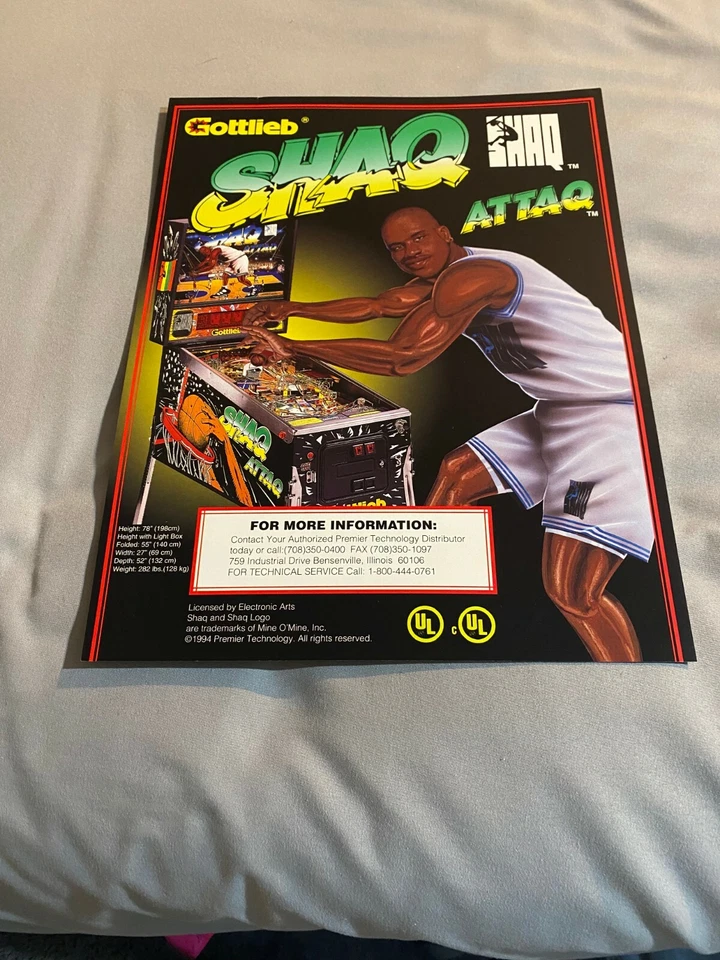 Gottlieb®
SHAQ
SHAQ™
ATTAQ™
SHAQ
ATTAQ
Gottlieb
SHAQ
ATTAQ
Height: 78" (198cm)
Height with Light Box
Folded: 55" (140 cm)
Width: 27" (69 cm)
Depth: 52" (132 cm)
Weight: 282 lbs.(128 kg)
FOR MORE INFORMATION:
Contact Your Authorized Premier Technology Distributor
today or call:(708)350-0400 FAX (708)350-1097
759 Industrial Drive Bensenville, Illinois 60106
FOR TECHNICAL SERVICE Call: 1-800-444-0761
Licensed by Electronic Arts
Shaq and Shaq Logo
are trademarks of Mine O'Mine, Inc.
©1994 Premier Technology. All rights reserved.
UL
c UL